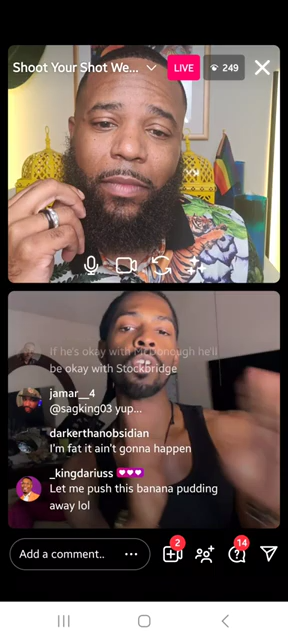 Shoot Your Shot We...
LIVE
249
If he's okay with McDonough he'll
be okay with Stockbridge
jamar__4
@sagking03 yup...
darkerthanobsidian
I'm fat it ain't gonna happen
_kingdariuss
Let me push this banana pudding
away lol
Add a comment..
2
14